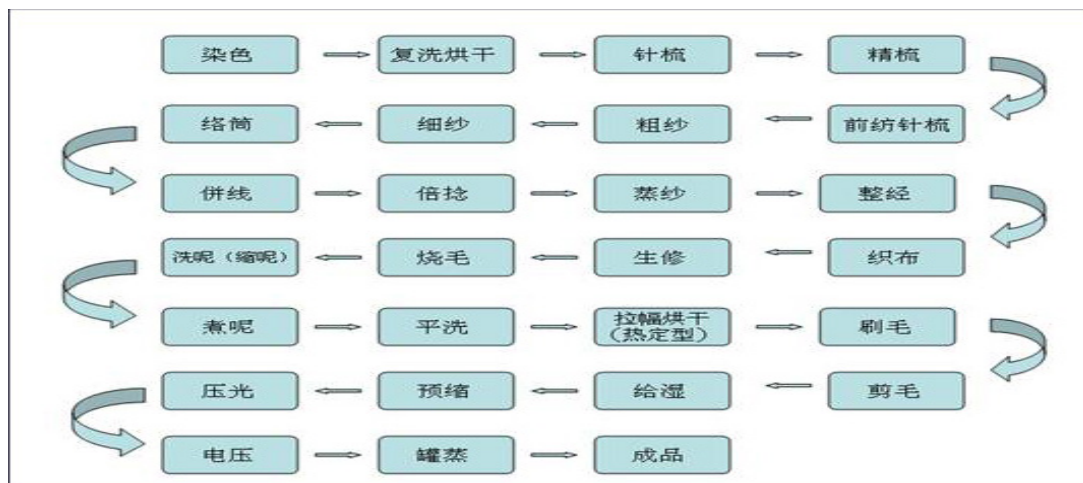 染色
复洗烘干
针梳
精梳
络筒
细纱
粗纱
前纺针梳
併线
倍捻
蒸纱
整经
洗呢（缩呢）
烧毛
生修
织布
煮呢
平洗
拉幅烘干
(热定型)
刷毛
压光
预缩
给湿
剪毛
电压
罐蒸
成品